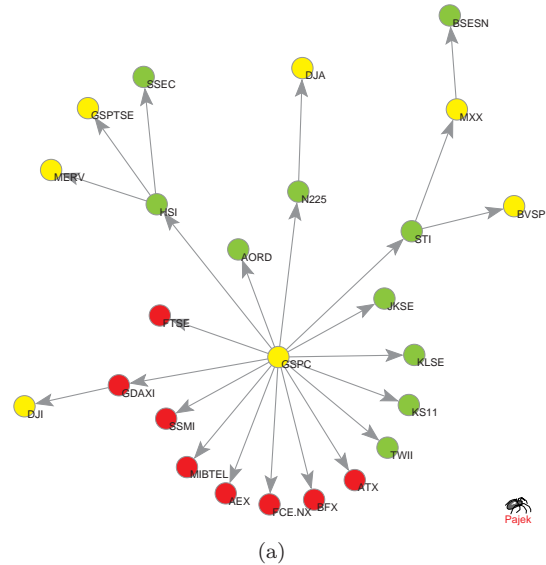 BSESN
DJA
SSEC
GSPTSE
MXX
MERV
N225
HSI
BVSP
STI
AORD
JKSE
FTSE
GSPC
KLSE
GDAXI
KS11
DJI
SSMI
TWII
MIBTEL
ATX
AEX
BFX
FCE.NX
Pajek
(a)